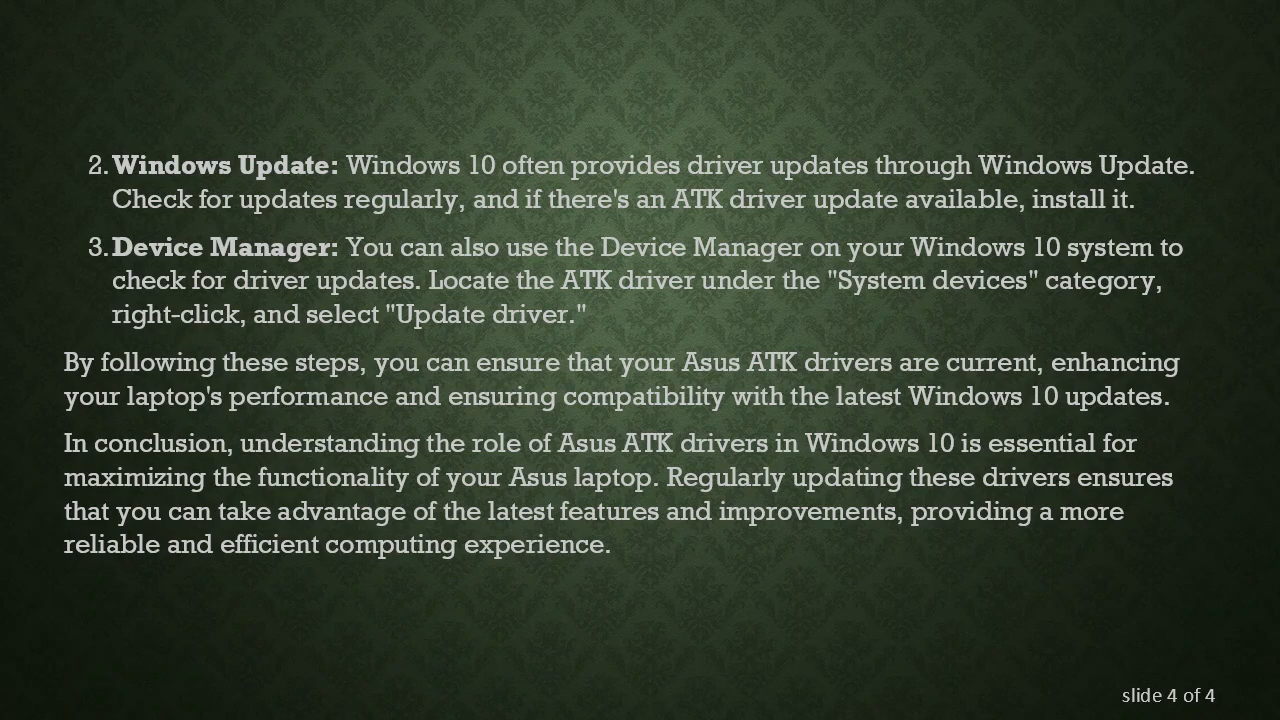 2. Windows Update: Windows 10 often provides driver updates through Windows Update.
Check for updates regularly, and if there's an ATK driver update available, install it.
3. Device Manager: You can also use the Device Manager on your Windows 10 system to
check for driver updates. Locate the ATK driver under the "System devices" category,
right-click, and select "Update driver."
By following these steps, you can ensure that your Asus ATK drivers are current, enhancing
your laptop's performance and ensuring compatibility with the latest Windows 10 updates.
In conclusion, understanding the role of Asus ATK drivers in Windows 10 is essential for
maximizing the functionality of your Asus laptop. Regularly updating these drivers ensures
that you can take advantage of the latest features and improvements, providing a more
reliable and efficient computing experience.
slide 4 of 4